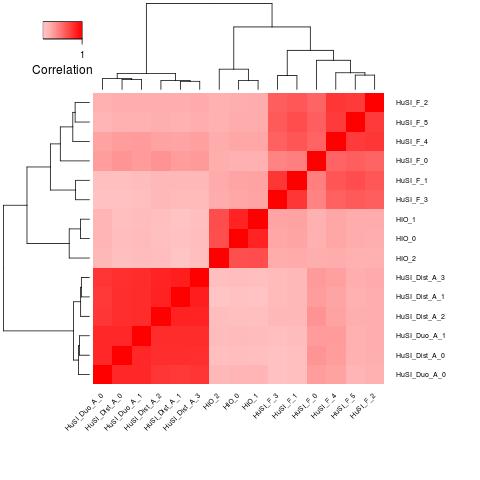 1
Correlation
HuSI_F_2
HuSI_F_5
HuSI_F_4
HuSI_F_0
HuSI_F_1
HuSI_F_3
HIO_1
HIO_0
HIO_2
HuSI_Dist_A_3
HuSI_Dist_A_1
HuSI_Dist_A_2
HuSI_Duo_A_1
HuSI_Dist_A_0
HuSI_Duo_A_0
HuSI_Duo_A_0
HuSI_Dist_A_0
HuSI_Duo_A_1
HuSI_Dist_A_2
HuSI_Dist_A_1
HuSI_Dist_A_3
HIO_2
HIO_0
HIO_1
HuSI_F_3
HuSI_F_1
HuSI_F_0
HuSI_F_4
HuSI_F_5
HuSI_F_2